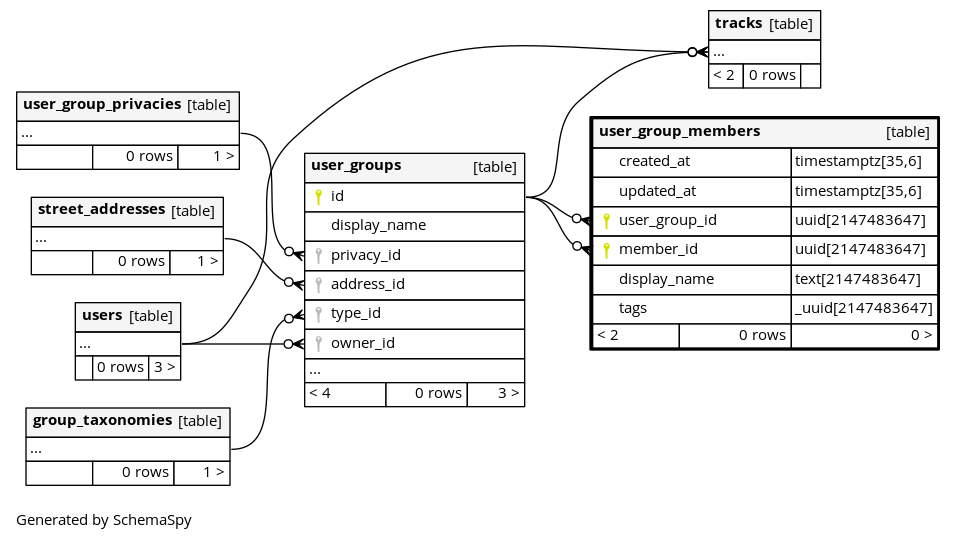 tracks [table]
...
< 2 0 rows
user_group_privacies [table]
...
0 rows 1 >
street_addresses [table]
...
0 rows 1 >
users [table]
...
0 rows 3 >
group_taxonomies [table]
...
0 rows 1 >
user_groups [table]
id
display_name
privacy_id
address_id
type_id
owner_id
...
< 4 0 rows 3 >
user_group_members [table]
created_at timestamptz[35,6]
updated_at timestamptz[35,6]
user_group_id uuid[2147483647]
member_id uuid[2147483647]
display_name text[2147483647]
tags _uuid[2147483647]
< 2 0 rows 0 >
Generated by SchemaSpy